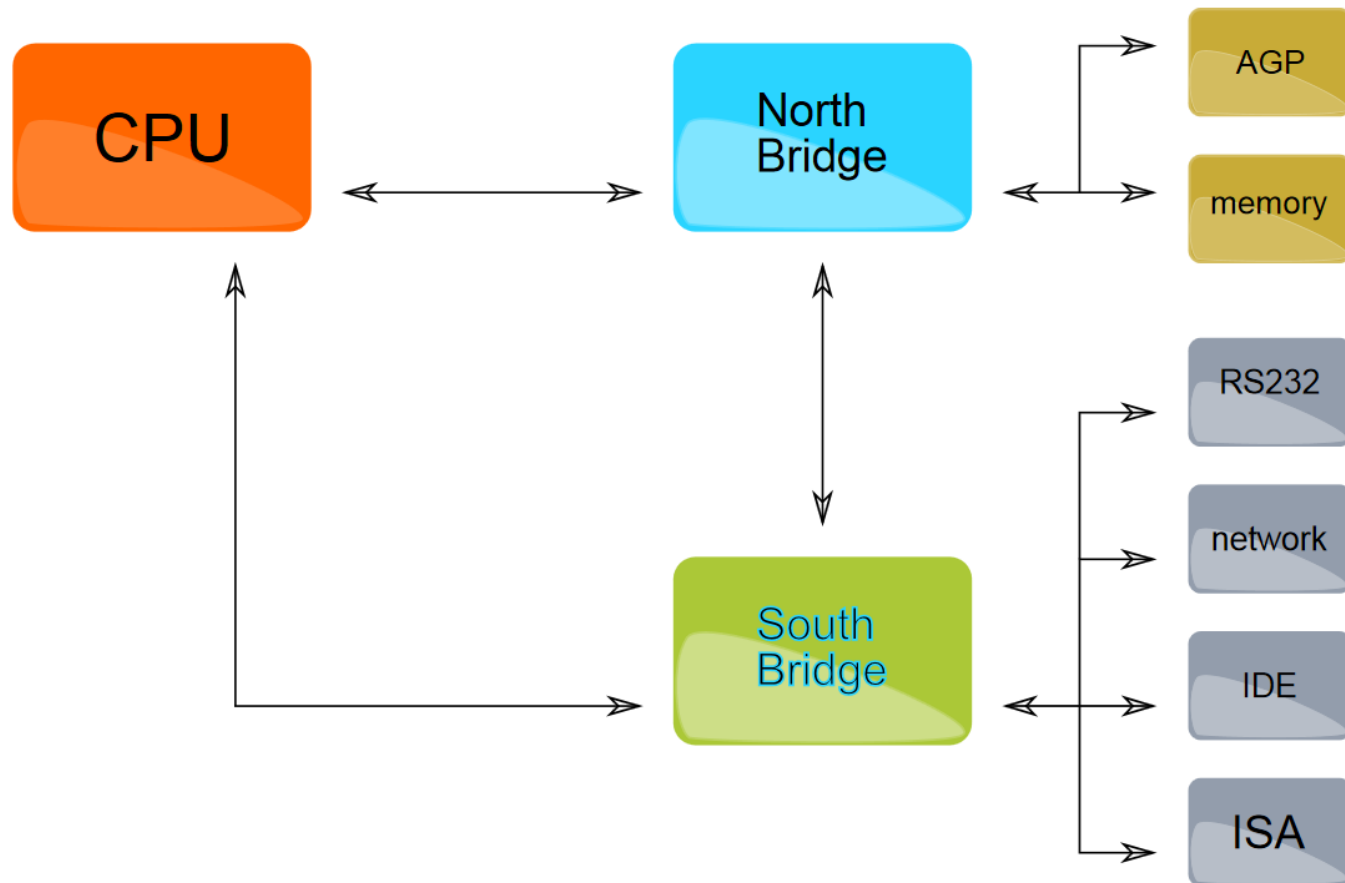 CPU
North
Bridge
AGP
memory
RS232
network
South
Bridge
IDE
ISA